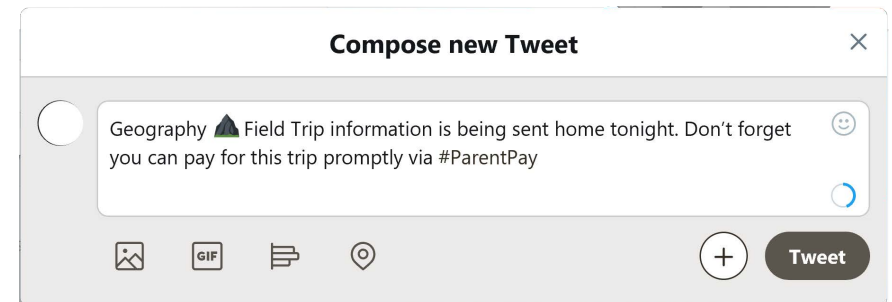 Compose new Tweet
Geography ⛰️ Field Trip information is being sent home tonight. Don't forget
you can pay for this trip promptly via #ParentPay
GIF
Tweet